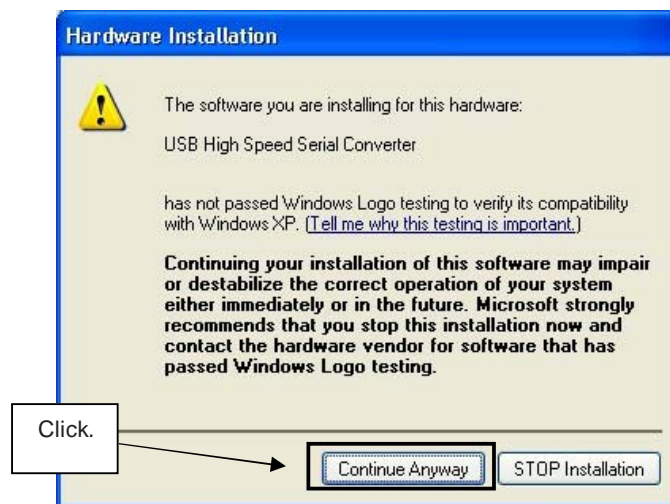 Hardware Installation
The software you are installing for this hardware:
USB High Speed Serial Converter
has not passed Windows Logo testing to verify its compatibility
with Windows XP. (Tell me why this testing is important.)
Continuing your installation of this software may impair
or destabilize the correct operation of your system
either immediately or in the future. Microsoft strongly
recommends that you stop this installation now and
contact the hardware vendor for software that has
passed Windows Logo testing.
Click.
Continue Anyway
STOP Installation